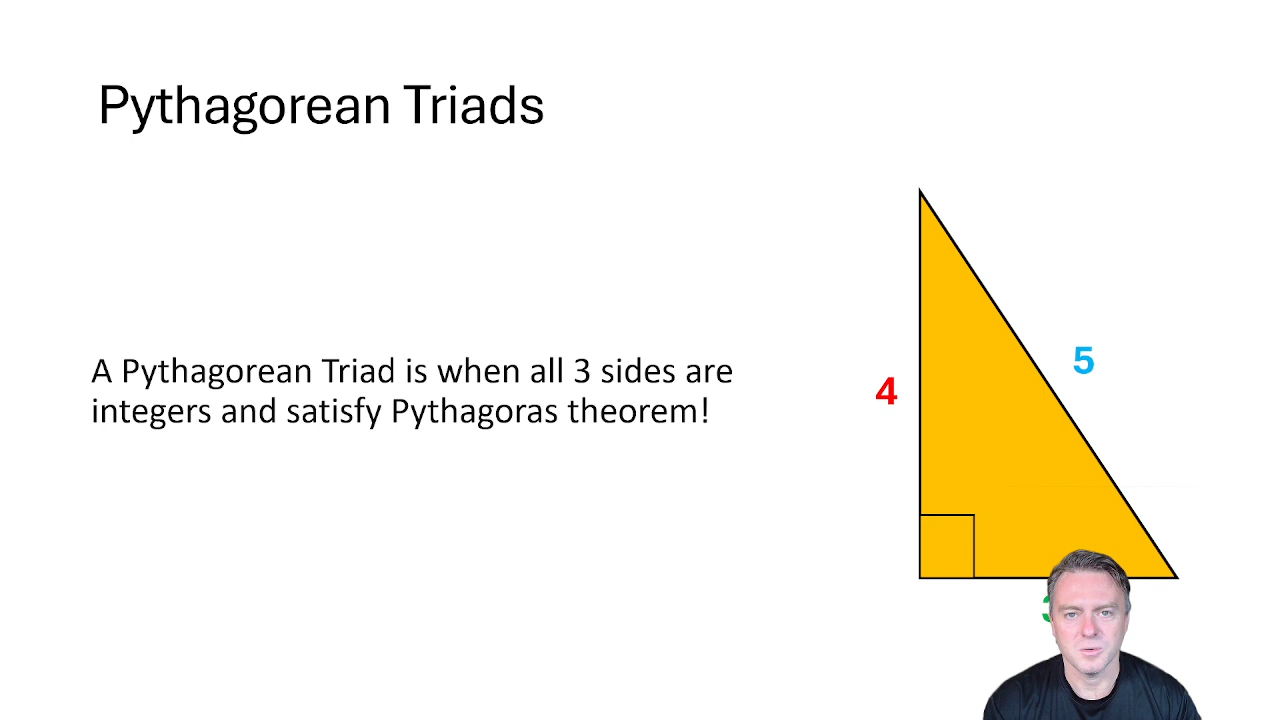 Pythagorean Triads
A Pythagorean Triad is when all 3 sides are
integers and satisfy Pythagoras theorem!
5
4